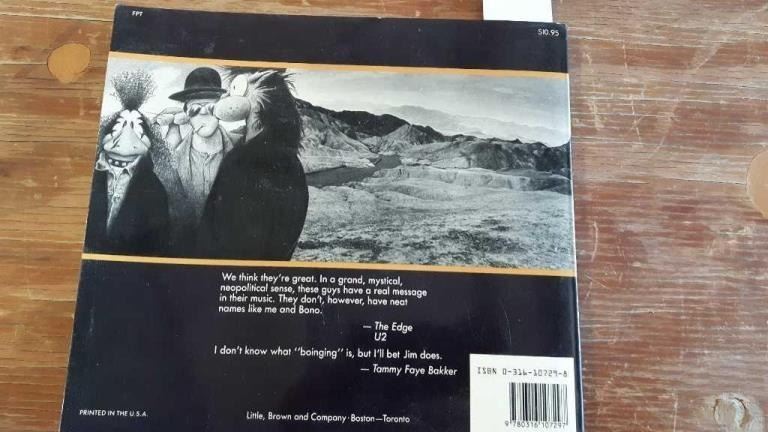 FPT
$10.95
We think they're great. In a grand, mystical,
neopolitical sense, these guys have a real message
in their music. They don't, however, have neat
names like me and Bono.
— The Edge
U2
I don't know what "boinging" is, but I'll bet Jim does.
— Tammy Faye Bakker
ISBN 0-316-10729-8
9 780316 107297
PRINTED IN THE U.S.A.
Little, Brown and Company · Boston—Toronto